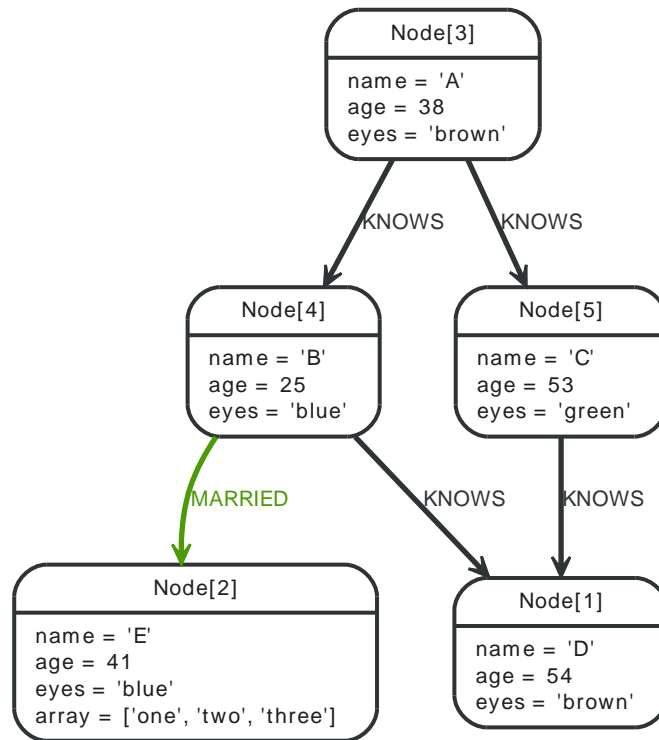 Node[3]
name = 'A'
age = 38
eyes = 'brown'
KNOWS
KNOWS
Node[4]
name = 'B'
age = 25
eyes = 'blue'
Node[5]
name = 'C'
age = 53
eyes = 'green'
MARRIED
KNOWS
KNOWS
Node[2]
name = 'E'
age = 41
eyes = 'blue'
array = ['one', 'two', 'three']
Node[1]
name = 'D'
age = 54
eyes = 'brown'